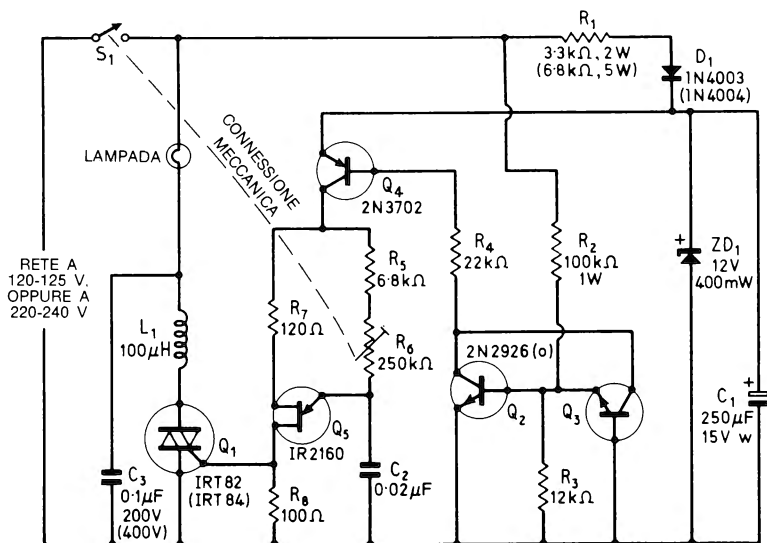 S1
R1
3.3kΩ, 2W
(6.8kΩ, 5W)
D1
1N4003
(1N4004)
LAMPADA
CONNESSIONE
MECCANICA
Q4
2N3702
RETE A
120-125 V.
OPPURE A
220-240 V
R5
6.8kΩ
R4
22kΩ
R2
100kΩ
1W
+
ZD1
12V
400mW
L1
100µH
R7
120Ω
R6
250kΩ
2N2926(o)
Q2
Q3
+
C1
250µF
15V w
Q1
Q5
IR2160
C3
0.1µF
200V
(400V)
IRT82
(IRT84)
R8
100Ω
C2
0.02µF
R3
12kΩ